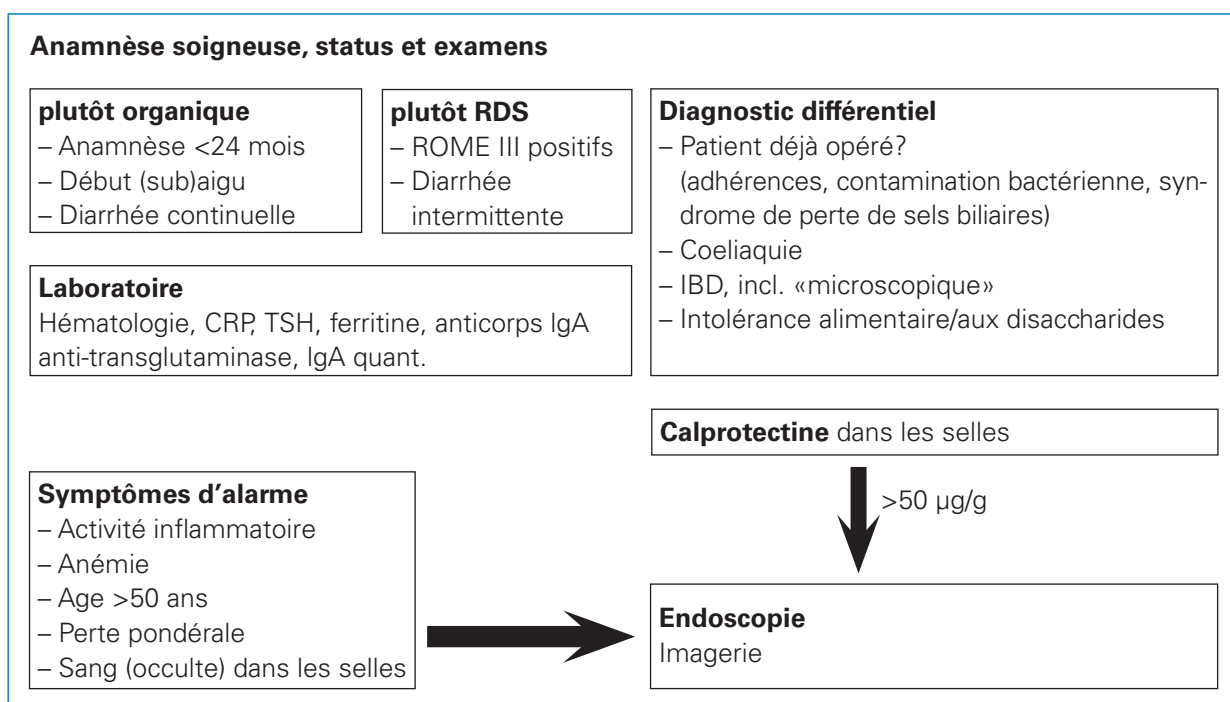 Anamnèse soigneuse, status et examens
plutôt organique
– Anamnèse <24 mois
– Début (sub)aigu
– Diarrhée continuelle
plutôt RDS
– ROME III positifs
– Diarrhée
intermittente
Diagnostic différentiel
– Patient déjà opéré?
(adhérences, contamination bactérienne, syn-
drome de perte de sels biliaires)
– Coeliaquie
– IBD, incl. «microscopique»
– Intolérance alimentaire/aux disaccharides
Laboratoire
Hématologie, CRP, TSH, ferritine, anticorps IgA
anti-transglutaminase, IgA quant.
Calprotectine dans les selles
>50 µg/g
Symptômes d’alarme
– Activité inflammatoire
– Anémie
– Age >50 ans
– Perte pondérale
– Sang (occulte) dans les selles
Endoscopie
Imagerie